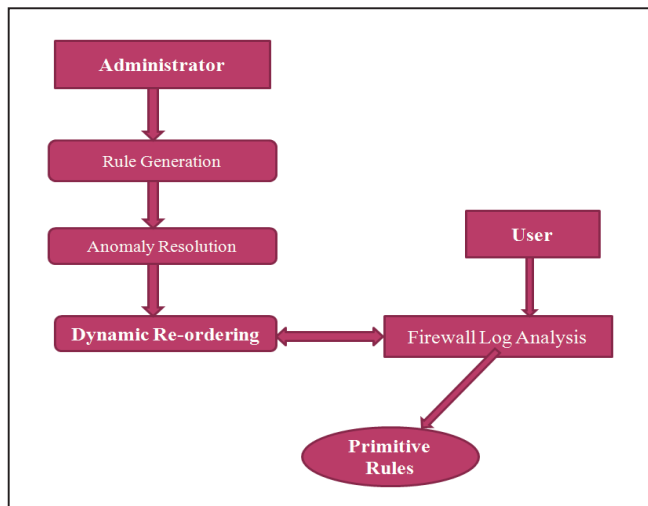 Administrator
Rule Generation
Anomaly Resolution
User
Dynamic Re-ordering
Firewall Log Analysis
Primitive
Rules